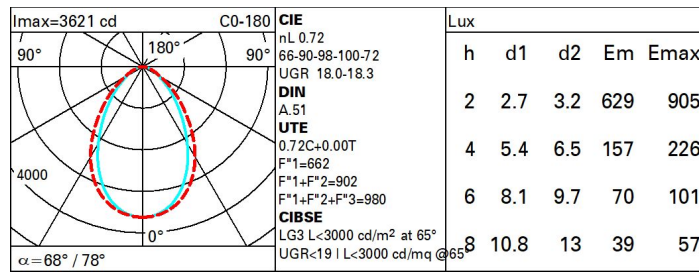 Imax=3621 cd C0-180
90° 180° 90°
4000
0°
α=68° / 78°
CIE
nL 0.72
66-90-98-100-72
UGR 18.0-18.3
DIN
A.51
UTE
0.72C+0.00T
F"1=662
F"1+F"2=902
F"1+F"2+F"3=980
CIBSE
LG3 L<3000 cd/m² at 65°
UGR<19 | L<3000 cd/mq @65°
Lux
h d1 d2 Em Emax
2 2.7 3.2 629 905
4 5.4 6.5 157 226
6 8.1 9.7 70 101
8 10.8 13 39 57